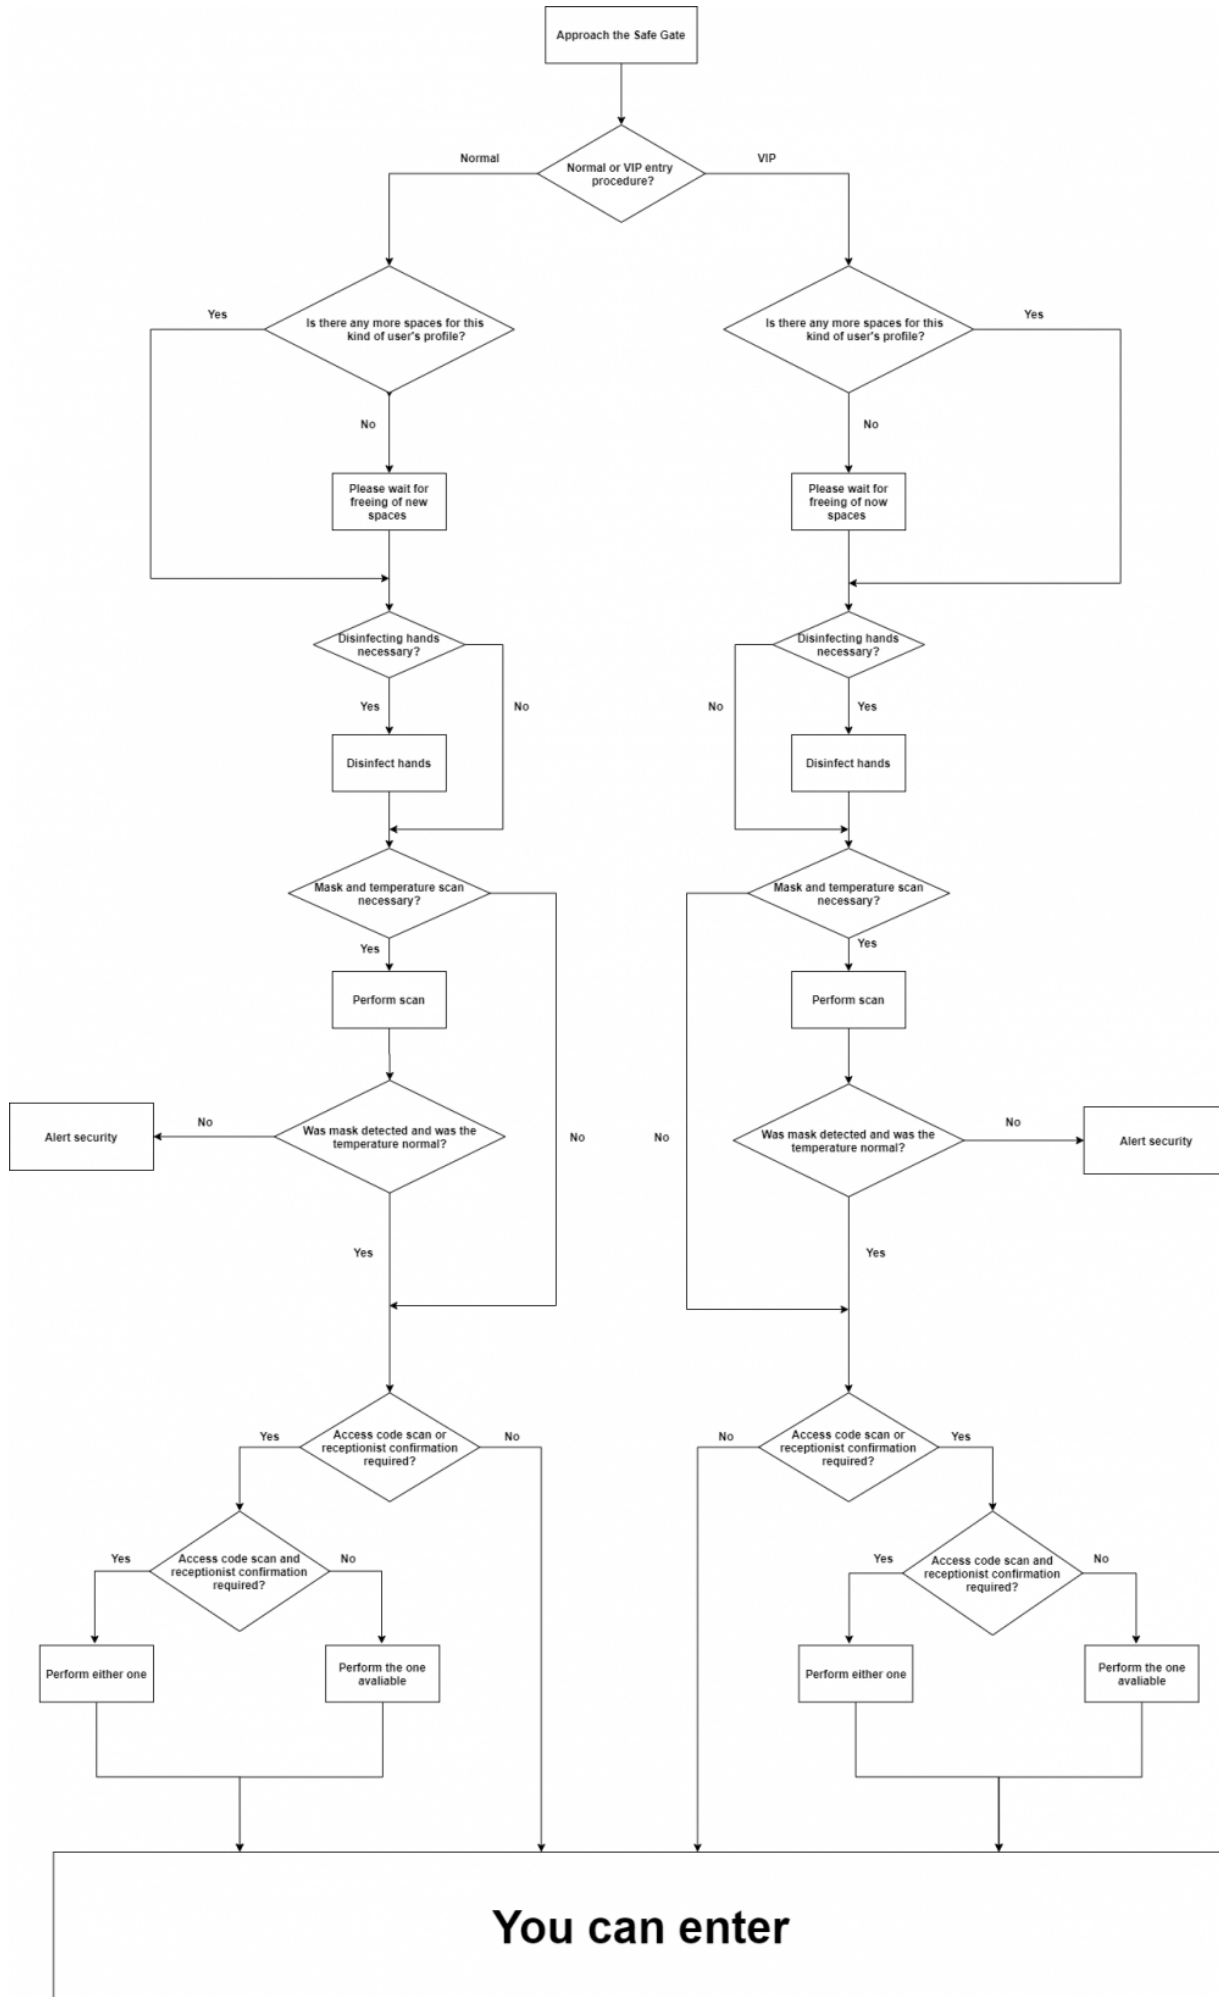 Approach the Safe Gate
Normal
VIP
Normal or VIP entry
procedure?
Yes
Is there any more spaces for this
kind of user's profile?
Is there any more spaces for this
kind of user's profile?
Yes
No
No
Please wait for
freeing of new
spaces
Please wait for
freeing of now
spaces
Disinfecting hands
necessary?
Disinfecting hands
necessary?
Yes
No
No
Yes
Disinfect hands
Disinfect hands
Mask and temperature scan
necessary?
Mask and temperature scan
necessary?
Yes
Yes
Perform scan
Perform scan
Alert security
No
Was mask detected and was the
temperature normal?
No
No
Was mask detected and was the
temperature normal?
No
Alert security
Yes
Yes
Yes
Access code scan or
receptionist confirmation
required?
No
No
Access code scan or
receptionist confirmation
required?
Yes
Yes
Access code scan and
receptionist confirmation
required?
No
Yes
Access code scan and
receptionist confirmation
required?
No
Perform either one
Perform the one
avaliable
Perform either one
Perform the one
avaliable
You can enter